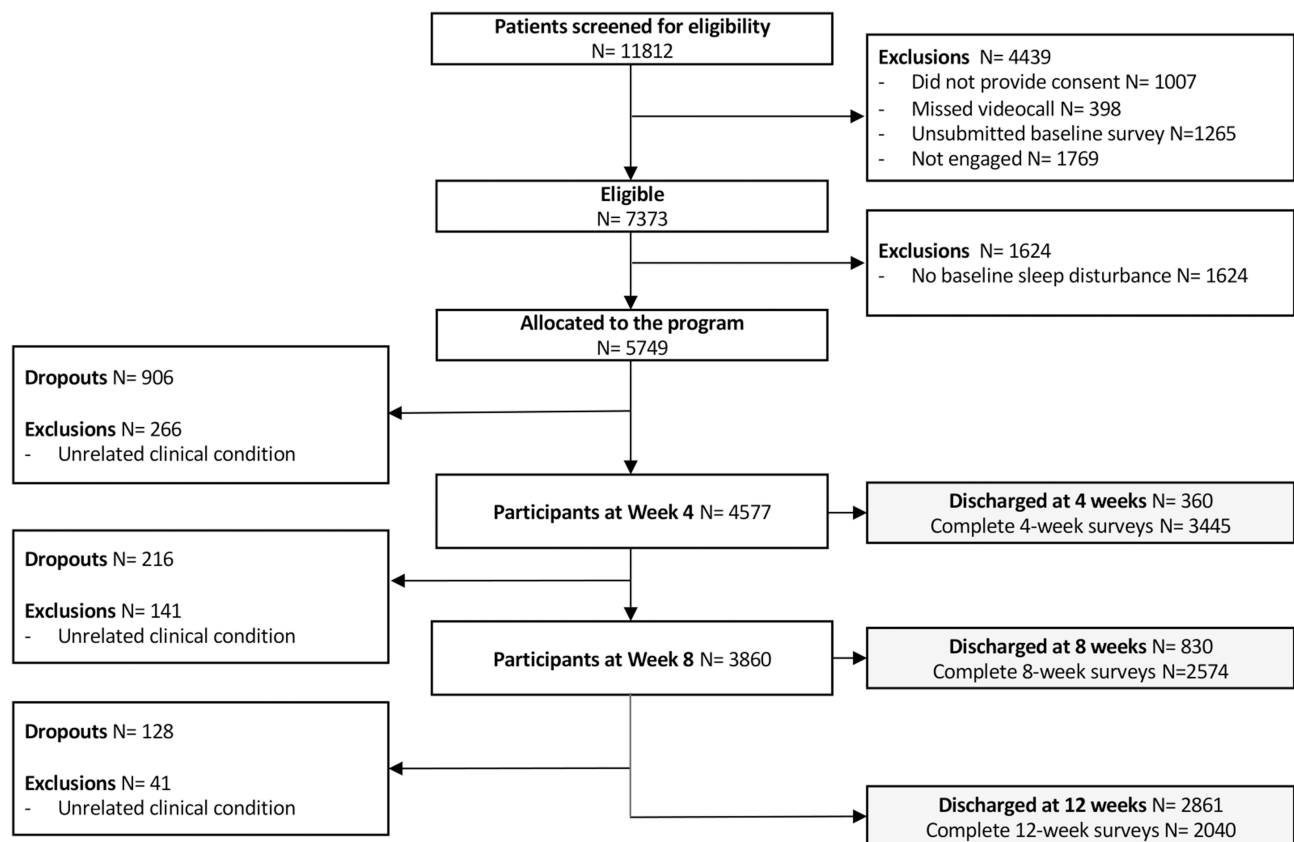 Patients screened for eligibility
N= 11812
Exclusions N= 4439
- Did not provide consent N= 1007
- Missed videocall N= 398
- Unsubmitted baseline survey N=1265
- Not engaged N= 1769
Eligible
N= 7373
Exclusions N= 1624
- No baseline sleep disturbance N= 1624
Allocated to the program
N= 5749
Dropouts N= 906
Exclusions N= 266
- Unrelated clinical condition
Participants at Week 4 N= 4577
Discharged at 4 weeks N= 360
Complete 4-week surveys N= 3445
Dropouts N= 216
Exclusions N= 141
- Unrelated clinical condition
Participants at Week 8 N= 3860
Discharged at 8 weeks N= 830
Complete 8-week surveys N=2574
Dropouts N= 128
Exclusions N= 41
- Unrelated clinical condition
Discharged at 12 weeks N= 2861
Complete 12-week surveys N= 2040